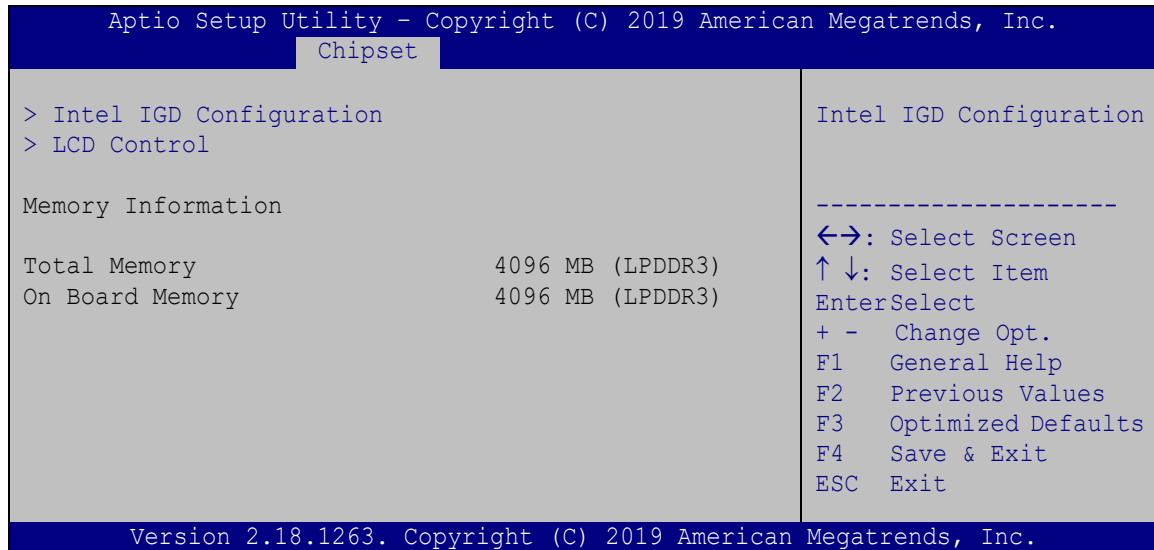 Aptio Setup Utility – Copyright (C) 2019 American Megatrends, Inc.
Chipset
> Intel IGD Configuration
> LCD Control
Memory Information
Total Memory 4096 MB (LPDDR3)
On Board Memory 4096 MB (LPDDR3)
Intel IGD Configuration
---------------------
←→: Select Screen
↑ ↓: Select Item
EnterSelect
+ - Change Opt.
F1 General Help
F2 Previous Values
F3 Optimized Defaults
F4 Save & Exit
ESC Exit
Version 2.18.1263. Copyright (C) 2019 American Megatrends, Inc.